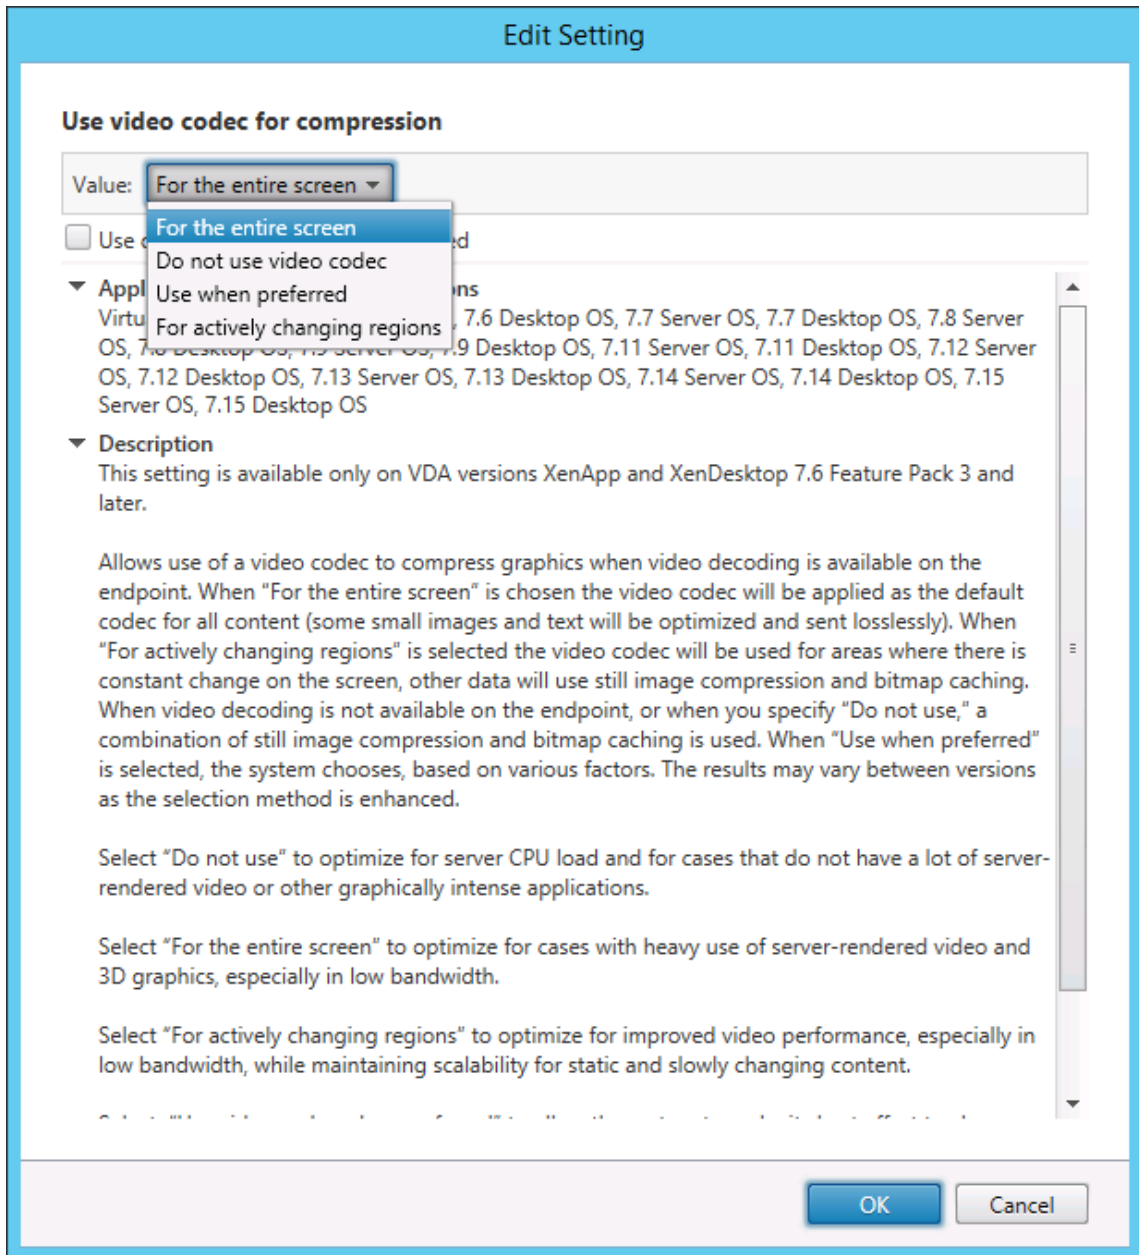 Edit Setting
Use video codec for compression
Value: For the entire screen
For the entire screen
Use ed
Do not use video codec
Use when preferred
Appl ns
For actively changing regions
Virtu , 7.6 Desktop OS, 7.7 Server OS, 7.7 Desktop OS, 7.8 Server
OS, 7.9 Desktop OS, 7.11 Server OS, 7.11 Desktop OS, 7.12 Server
OS, 7.12 Desktop OS, 7.13 Server OS, 7.13 Desktop OS, 7.14 Server OS, 7.14 Desktop OS, 7.15
Server OS, 7.15 Desktop OS
Description
This setting is available only on VDA versions XenApp and XenDesktop 7.6 Feature Pack 3 and
later.
Allows use of a video codec to compress graphics when video decoding is available on the
endpoint. When “For the entire screen” is chosen the video codec will be applied as the default
codec for all content (some small images and text will be optimized and sent losslessly). When
“For actively changing regions” is selected the video codec will be used for areas where there is
constant change on the screen, other data will use still image compression and bitmap caching.
When video decoding is not available on the endpoint, or when you specify “Do not use,” a
combination of still image compression and bitmap caching is used. When “Use when preferred”
is selected, the system chooses, based on various factors. The results may vary between versions
as the selection method is enhanced.
Select “Do not use” to optimize for server CPU load and for cases that do not have a lot of server-
rendered video or other graphically intense applications.
Select “For the entire screen” to optimize for cases with heavy use of server-rendered video and
3D graphics, especially in low bandwidth.
Select “For actively changing regions” to optimize for improved video performance, especially in
low bandwidth, while maintaining scalability for static and slowly changing content.
OK Cancel